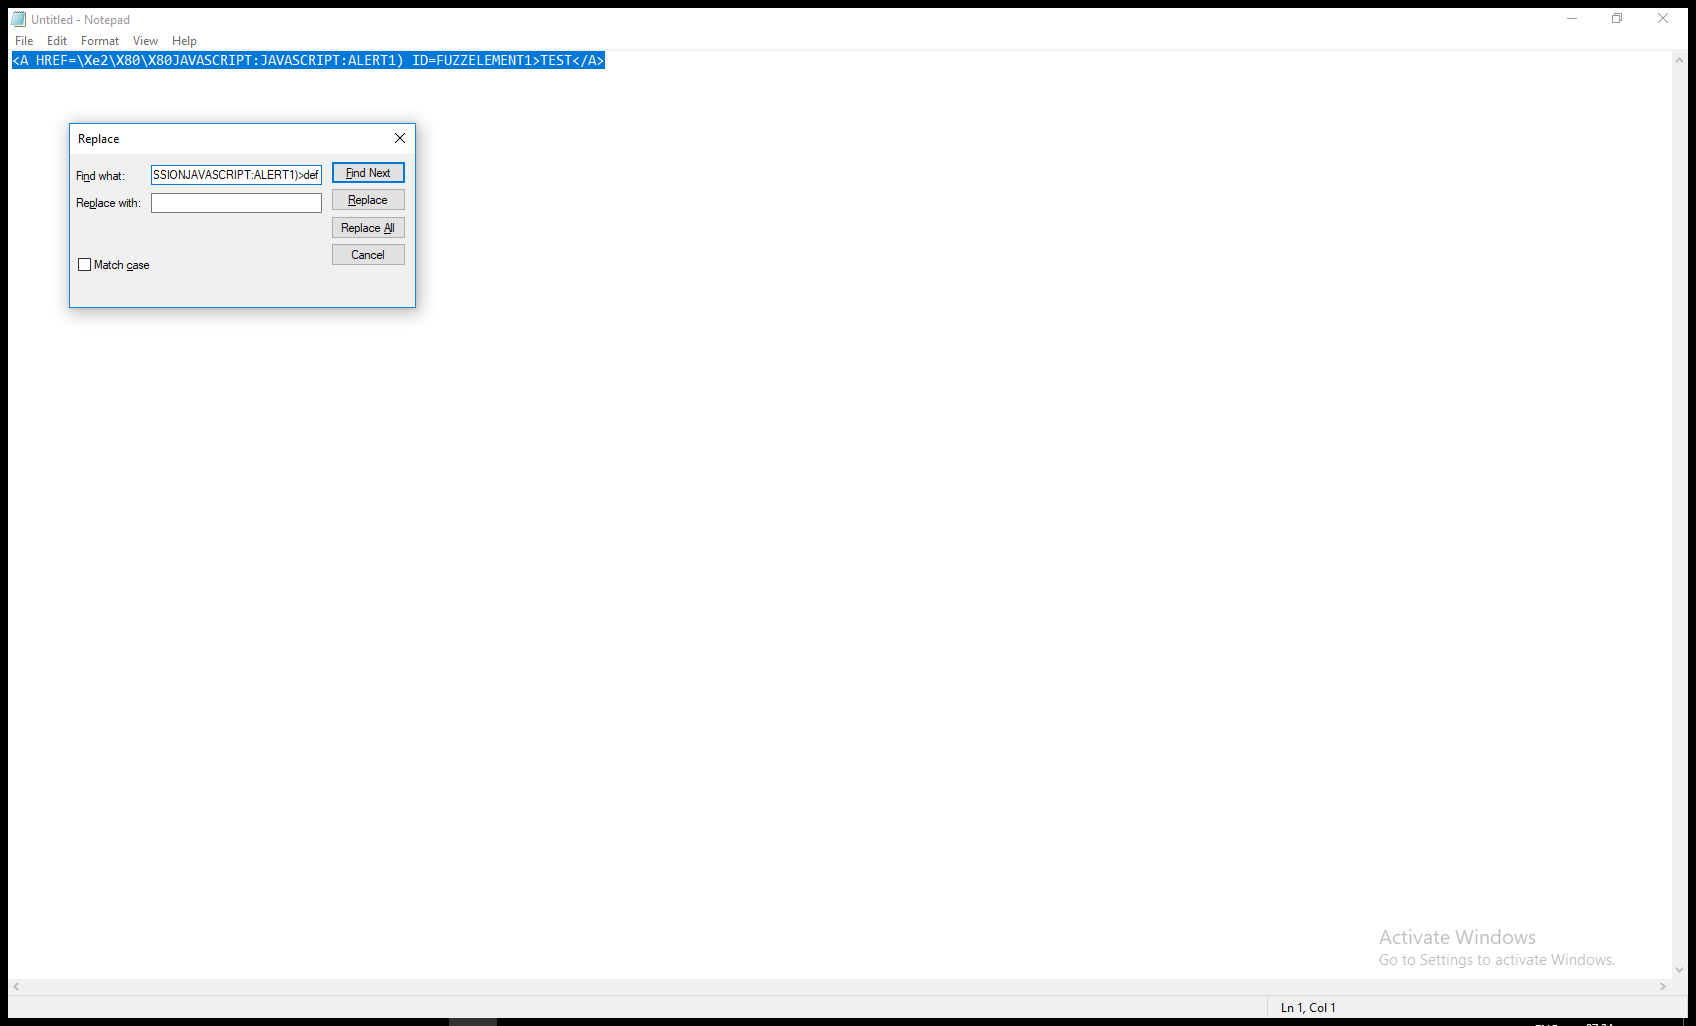 Untitled - Notepad
File Edit Format View Help
<A HREF=\Xe2\X80\X80JAVASCRIPT:JAVASCRIPT:ALERT1) ID=FUZZELEMENT1>TEST</A>
Replace
Find what: SSIONJAVASCRIPT:ALERT1)>def Find Next
Replace with: Replace
Replace All
Cancel
Match case
Activate Windows
Go to Settings to activate Windows.
Ln 1, Col 1